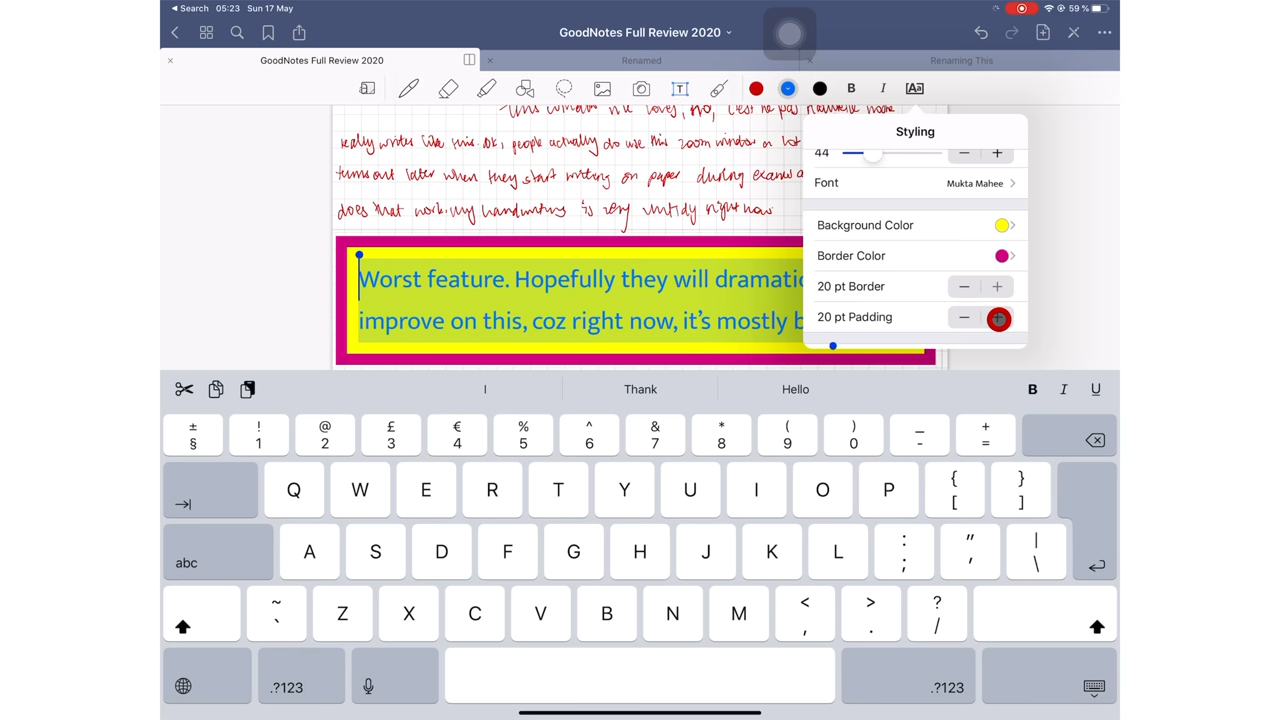 Search 05:23 Sun 17 May 59 %
GoodNotes Full Review 2020
GoodNotes Full Review 2020 Renamed Renaming This
T B I Aa
Styling
44
Font Mukta Mahee
Background Color
Border Color
20 pt Border
20 pt Padding
really writes like this. Ok, people actually do use this zoom window a lot
turns out later when they start writing on paper during exams
does that work. My handwriting is very untidy right now
Worst feature. Hopefully they will dramatic
improve on this, coz right now, it's mostly b
I Thank Hello B I U
± ! @ £ € % ^ & * ( ) _ +
§ 1 2 3 4 5 6 7 8 9 0 - =
Q W E R T Y U I O P { }
[ ]
abc A S D F G H J K L : " |
; ' \
~ Z X C V B N M < > ?
` , . /
.?123 .?123